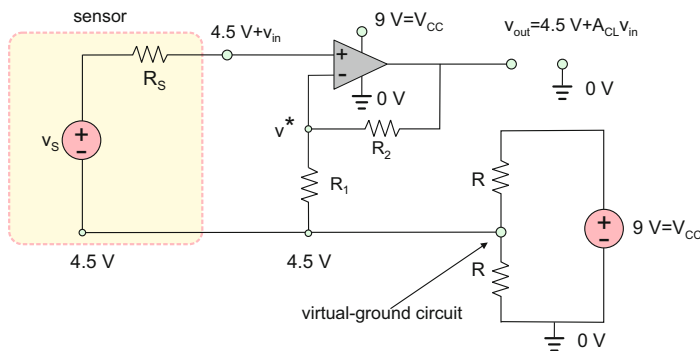 sensor
4.5 V+v_in
9 V=V_CC
v_out=4.5 V+A_CL v_in
+
-
R_S
0 V
0 V
v*
R_2
v_S
+
-
R_1
R
+
-
9 V=V_CC
4.5 V
4.5 V
R
virtual-ground circuit
0 V